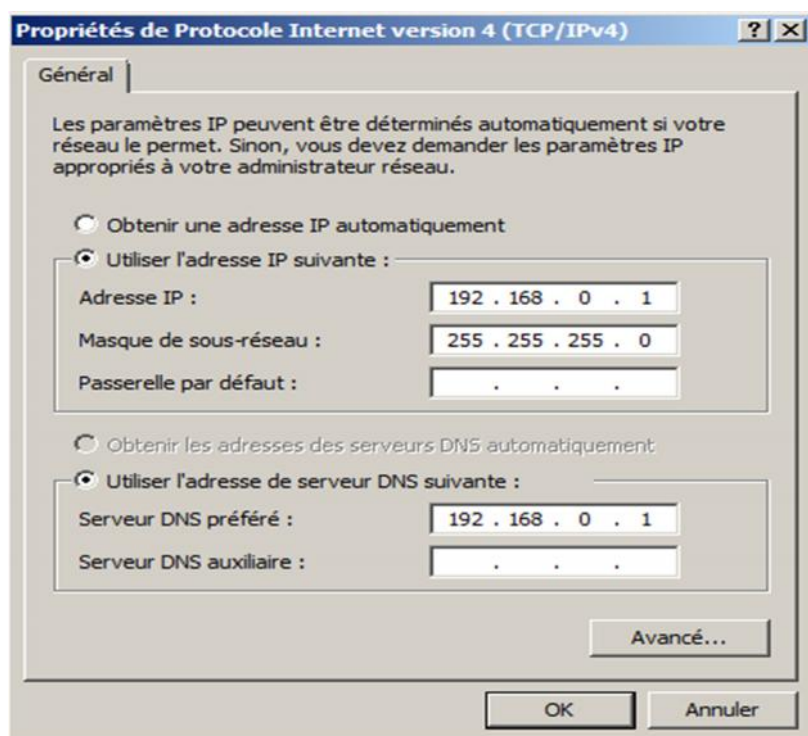 Propriétés de Protocole Internet version 4 (TCP/IPv4)
Général
Les paramètres IP peuvent être déterminés automatiquement si votre
réseau le permet. Sinon, vous devez demander les paramètres IP
appropriés à votre administrateur réseau.
Obtenir une adresse IP automatiquement
Utiliser l'adresse IP suivante :
Adresse IP : 192 . 168 . 0 . 1
Masque de sous-réseau : 255 . 255 . 255 . 0
Passerelle par défaut : . . .
Obtenir les adresses des serveurs DNS automatiquement
Utiliser l'adresse de serveur DNS suivante :
Serveur DNS préféré : 192 . 168 . 0 . 1
Serveur DNS auxiliaire : . . .
Avancé...
OK Annuler